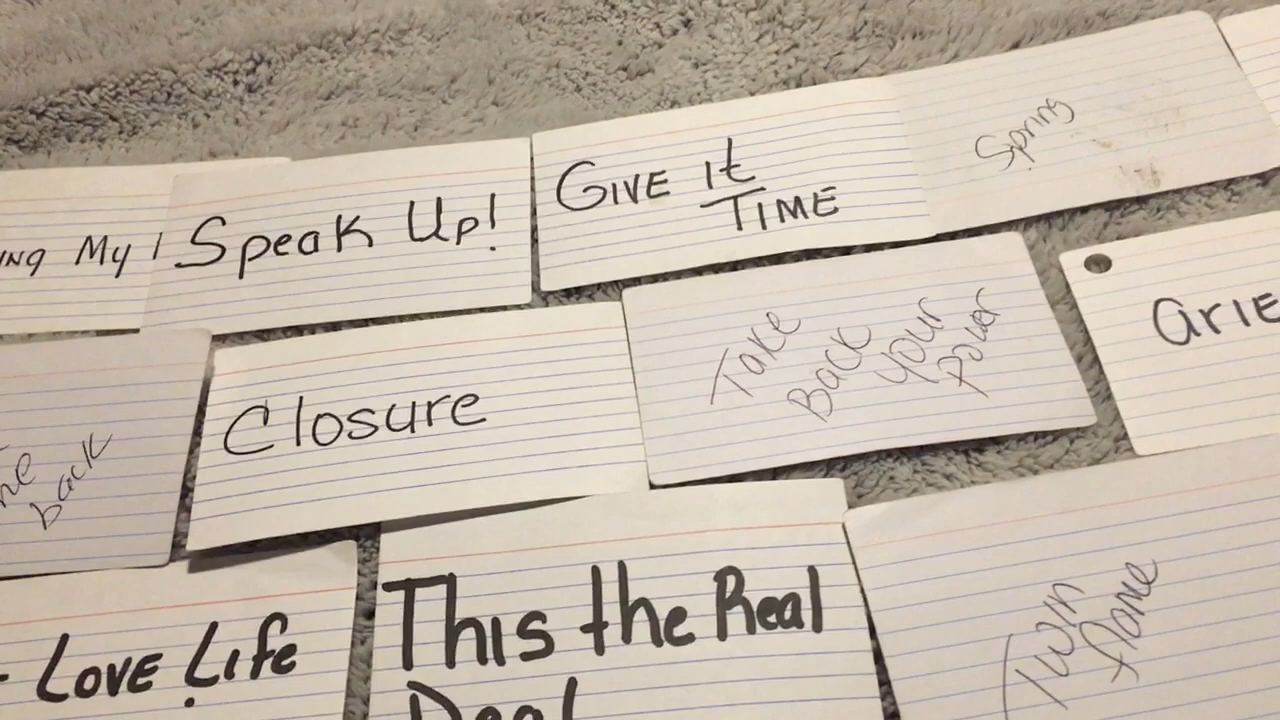 My
Speak Up!
GIVE It
TIME
Spring
back
Closure
Take
Back
your
Power
Love Life
This the Real
Deal
Twin
flame